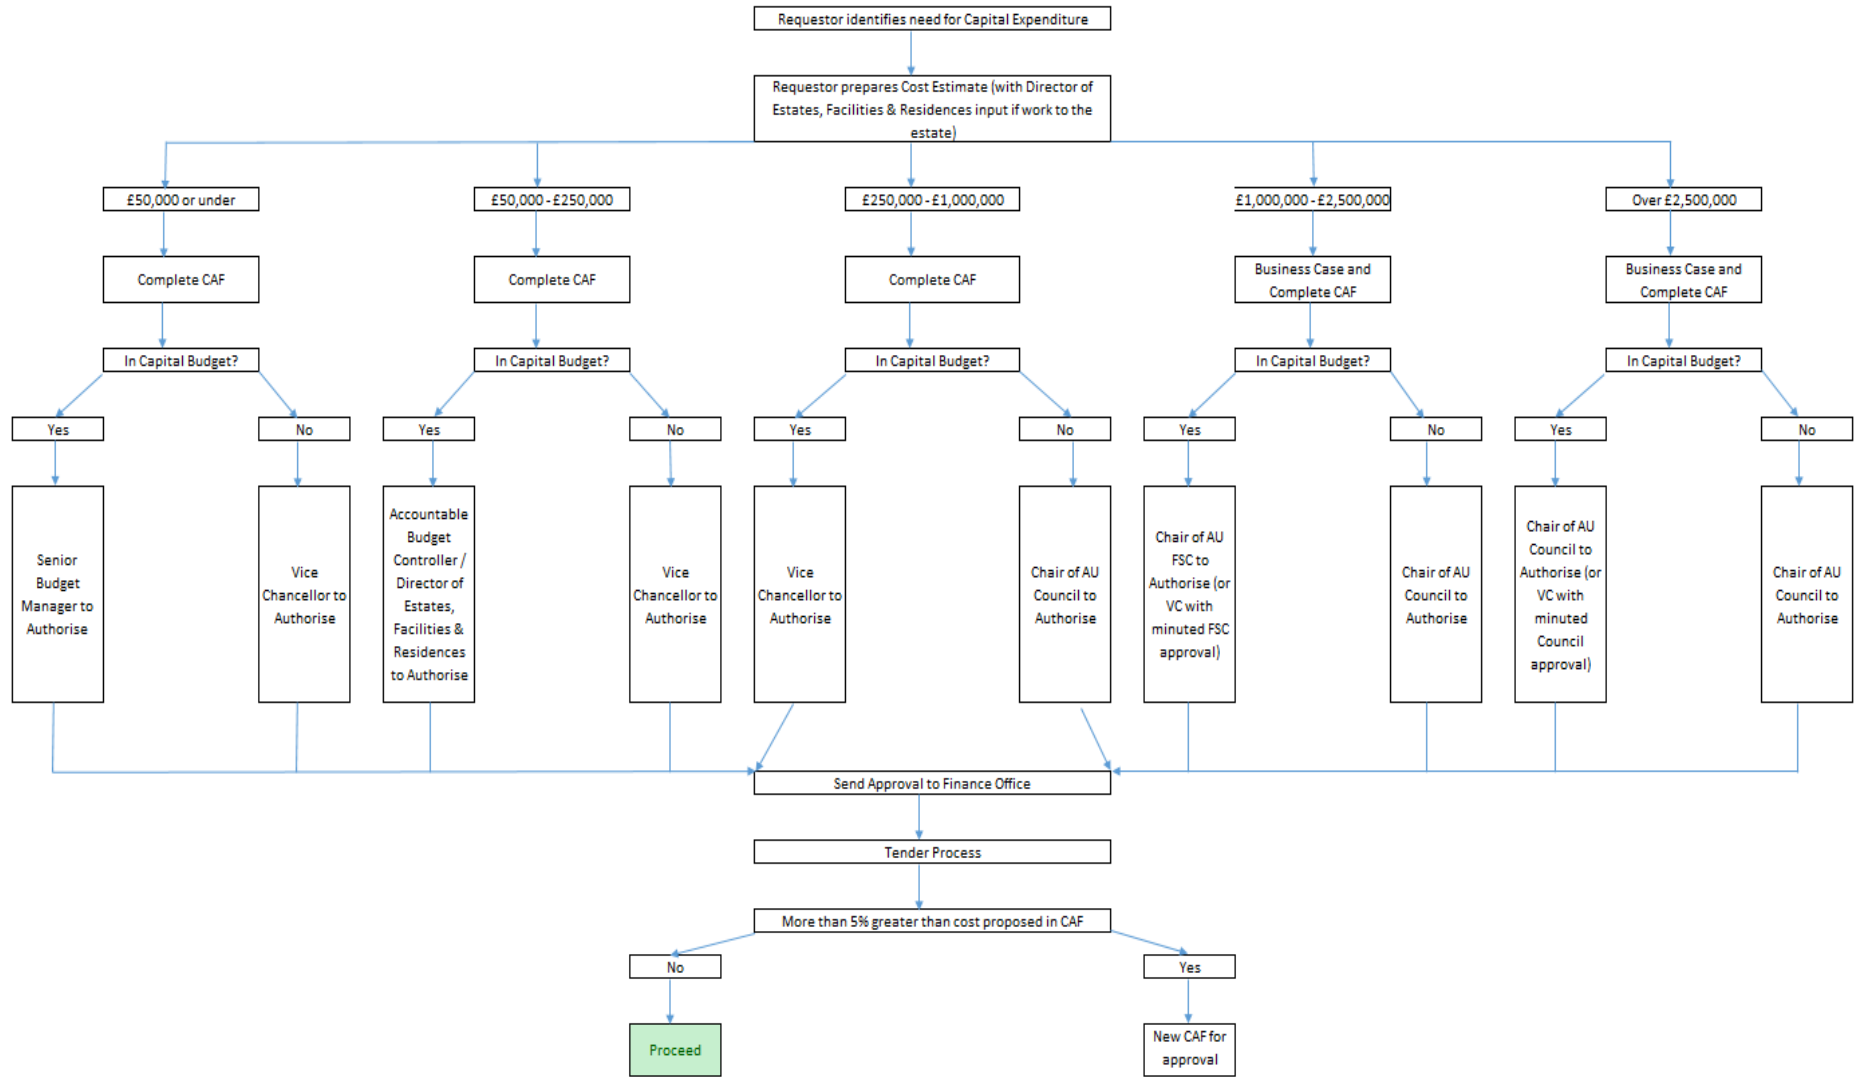 Requestor identifies need for Capital Expenditure
Requestor prepares Cost Estimate (with Director of
Estates, Facilities & Residences input if work to the
estate)
£50,000 or under
£50,000 - £250,000
£250,000 - £1,000,000
£1,000,000 - £2,500,000
Over £2,500,000
Complete CAF
Complete CAF
Complete CAF
Business Case and
Complete CAF
Business Case and
Complete CAF
In Capital Budget?
In Capital Budget?
In Capital Budget?
In Capital Budget?
In Capital Budget?
Yes
No
Yes
No
Yes
No
Yes
No
Yes
No
Senior
Budget
Manager to
Authorise
Vice
Chancellor to
Authorise
Accountable
Budget
Controller /
Director of
Estates,
Facilities &
Residences
to Authorise
Vice
Chancellor to
Authorise
Vice
Chancellor to
Authorise
Chair of AU
Council to
Authorise
Chair of AU
FSC to
Authorise (or
VC with
minuted FSC
approval)
Chair of AU
Council to
Authorise
Chair of AU
Council to
Authorise (or
VC with
minuted
Council
approval)
Chair of AU
Council to
Authorise
Send Approval to Finance Office
Tender Process
More than 5% greater than cost proposed in CAF
No
Yes
Proceed
New CAF for
approval